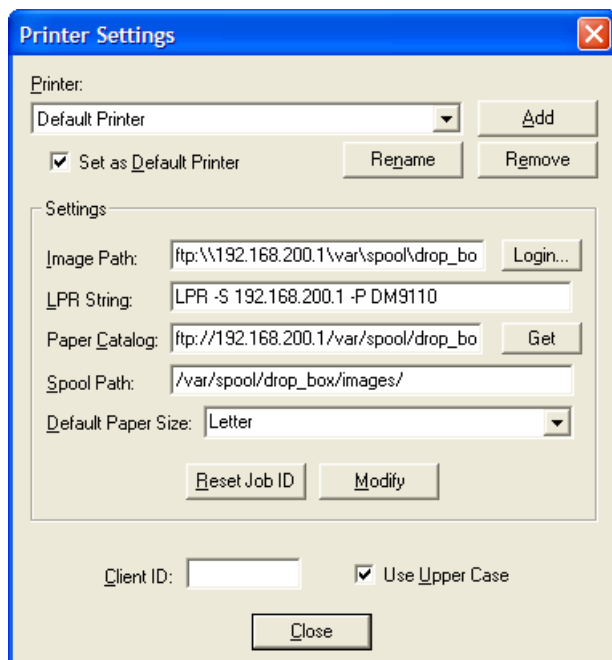 Printer Settings
Printer:
Default Printer
Add
Set as Default Printer
Rename
Remove
Settings
Image Path: ftp:\\192.168.200.1\var\spool\drop_bo Login...
LPR String: LPR -S 192.168.200.1 -P DM9110
Paper Catalog: ftp://192.168.200.1/var/spool/drop_bo Get
Spool Path: /var/spool/drop_box/images/
Default Paper Size: Letter
Reset Job ID Modify
Client ID: Use Upper Case
Close